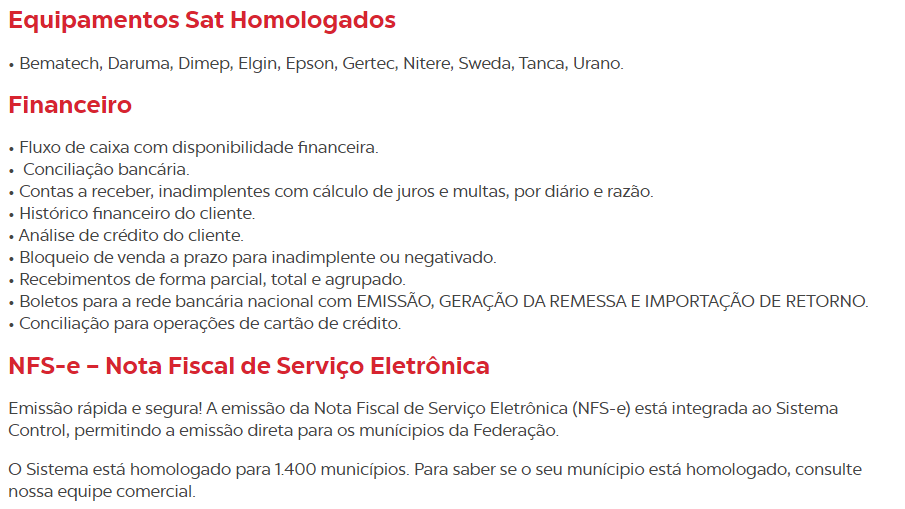 Equipamentos Sat Homologados
• Bematech, Daruma, Dimep, Elgin, Epson, Gertec, Nitere, Sweda, Tanca, Urano.
Financeiro
• Fluxo de caixa com disponibilidade financeira.
•  Conciliação bancária.
• Contas a receber, inadimplentes com cálculo de juros e multas, por diário e razão.
• Histórico financeiro do cliente.
• Análise de crédito do cliente.
• Bloqueio de venda a prazo para inadimplente ou negativado.
• Recebimentos de forma parcial, total e agrupado.
• Boletos para a rede bancária nacional com EMISSÃO, GERAÇÃO DA REMESSA E IMPORTAÇÃO DE RETORNO.
• Conciliação para operações de cartão de crédito.
NFS-e – Nota Fiscal de Serviço Eletrônica
Emissão rápida e segura! A emissão da Nota Fiscal de Serviço Eletrônica (NFS-e) está integrada ao Sistema
Control, permitindo a emissão direta para os munícipios da Federação.
O Sistema está homologado para 1.400 municípios. Para saber se o seu munícipio está homologado, consulte
nossa equipe comercial.